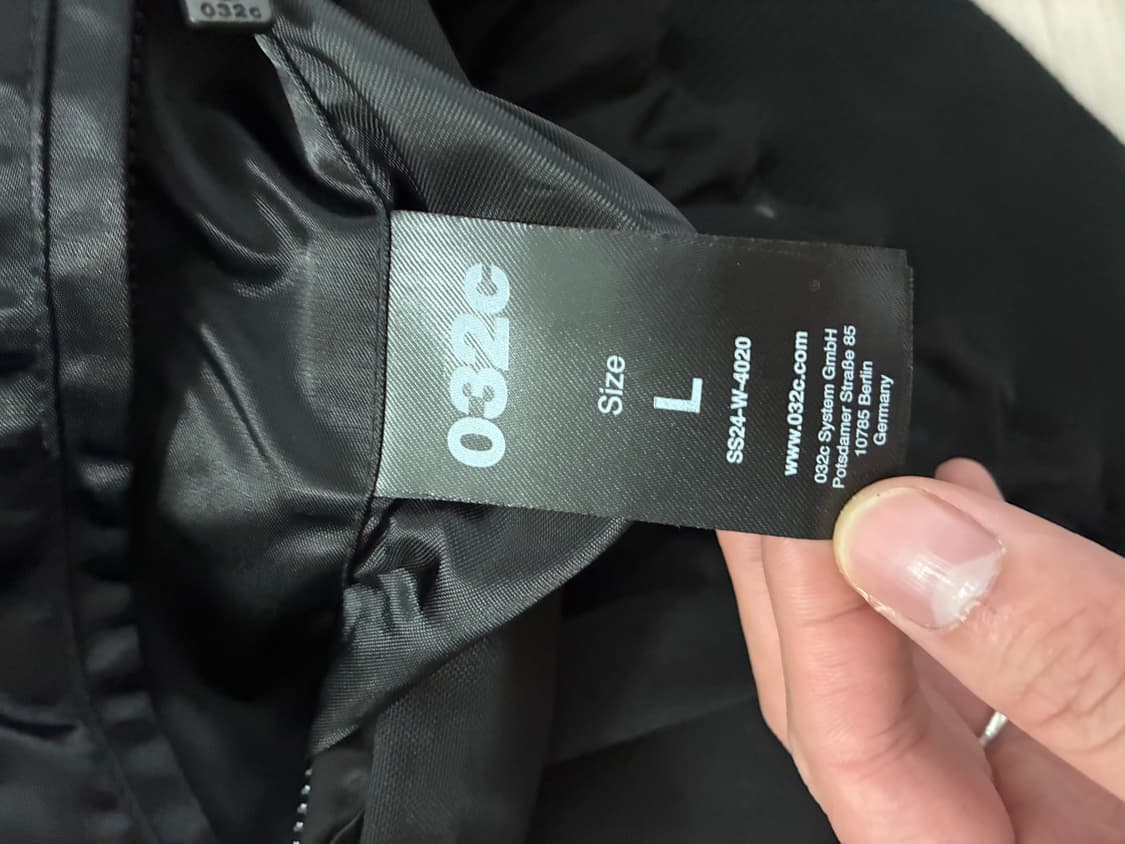 032c
032c
Size
L
SS24-W-4020
www.032c.com
032c System GmbH
Potsdamer Straße 85
10785 Berlin
Germany